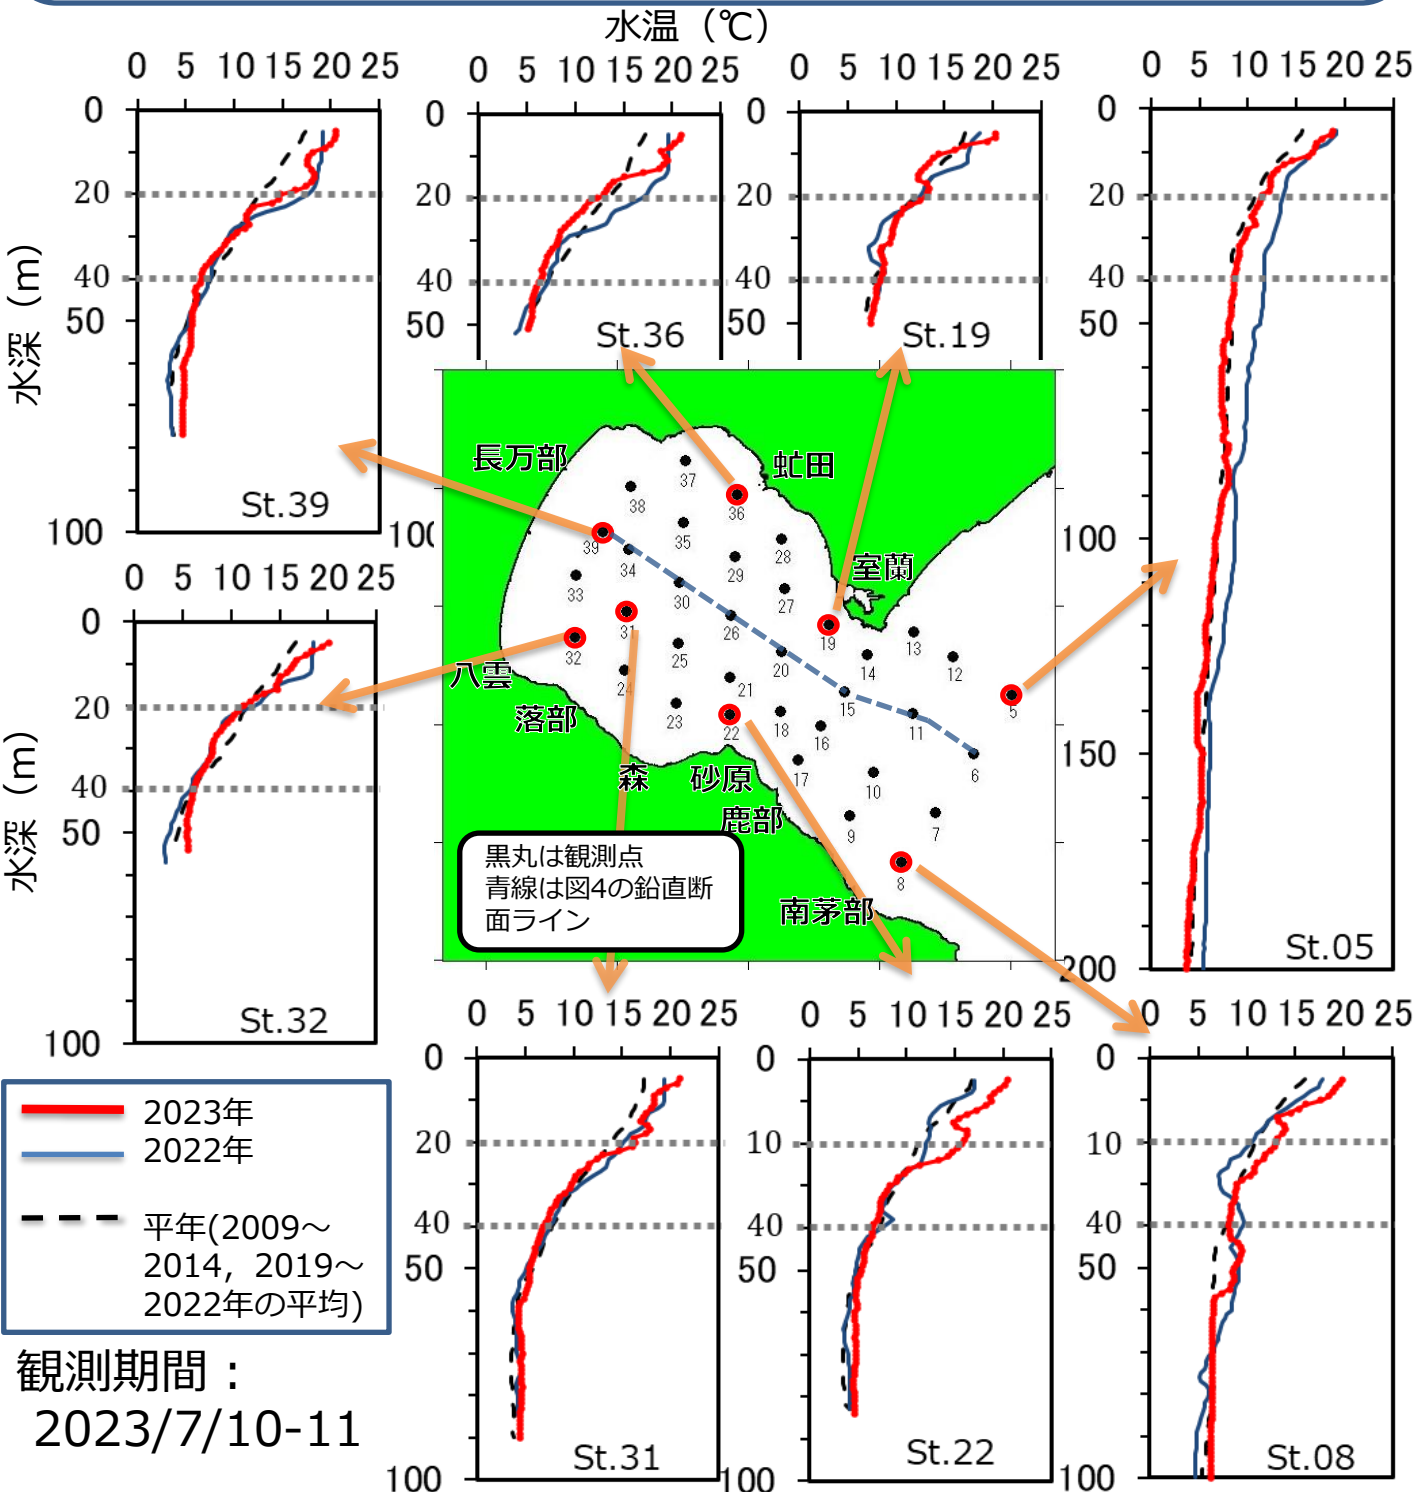 水温（℃）
0 5 10 15 20 25
0 5 10 15 20 25
0 5 10 15 20 25
0 5 10 15 20 25
水深（m）
0
20
40
50
100
St.39
0
20
40
50
100
St.36
0
20
40
50
St.19
0
20
40
50
100
150
200
St.05
長万部
虻田
室蘭
八雲
落部
森
砂原
鹿部
南茅部
37
38
36
35
39
34
28
29
33
30
27
31
26
19
13
32
25
20
14
12
24
21
15
5
23
22
18
16
11
17
10
6
9
7
8
黒丸は観測点
青線は図4の鉛直断
面ライン
0 5 10 15 20 25
水深（m）
0
20
40
50
100
St.32
2023年
2022年
平年(2009～
2014，2019～
2022年の平均)
観測期間：
2023/7/10-11
0 5 10 15 20 25
0
20
40
50
100
St.31
0 5 10 15 20 25
0
10
40
50
100
St.22
0 5 10 15 20 25
0
10
40
50
100
St.08